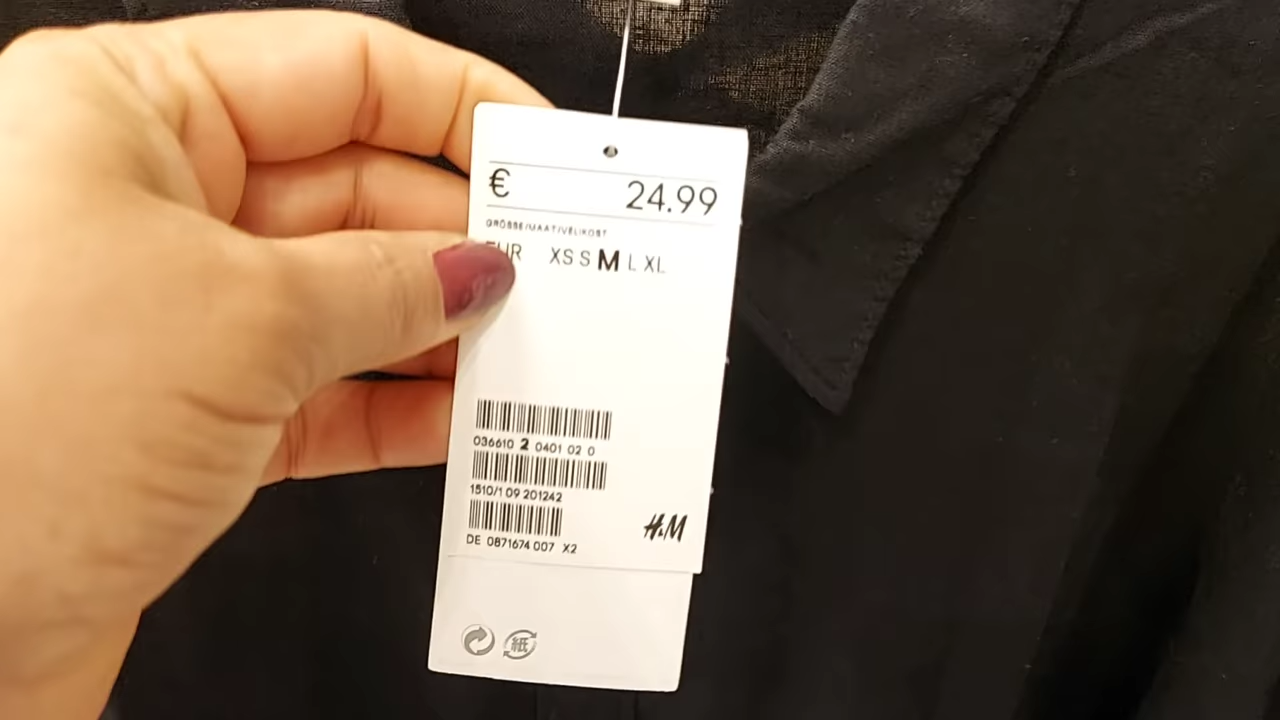 € 24.99
GRÖSSE/MAAT/VELIKOST
EUR XS S M L XL
036610 2 0401 02 0
1510/1 09 201242
DE 0871674 007 X2
H&M
紙